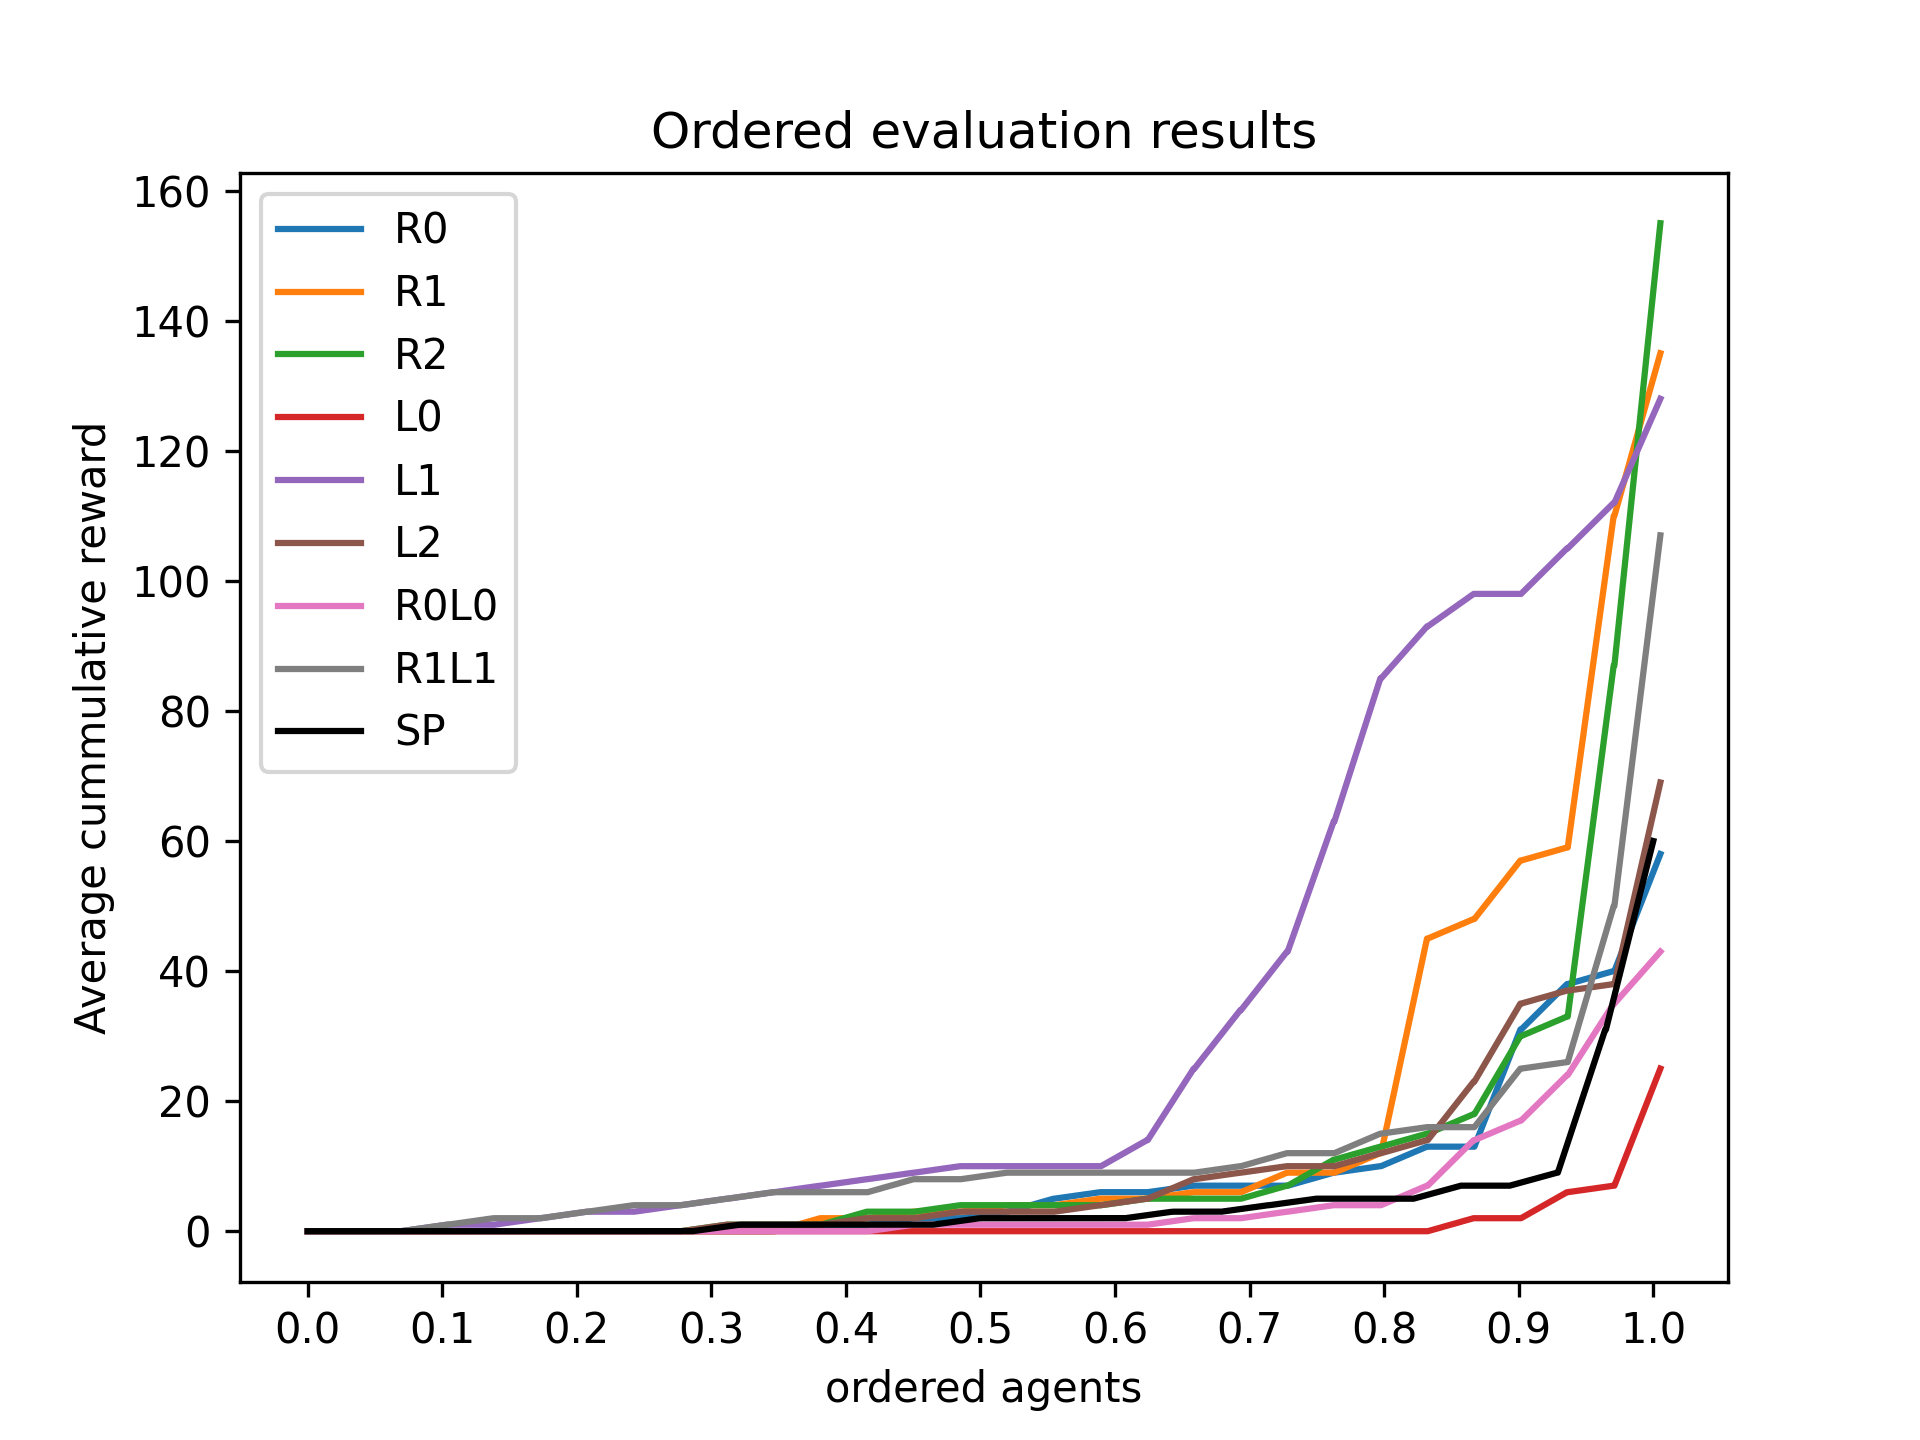 Ordered evaluation results
160
140
120
100
80
60
40
20
0
Average cummulative reward
R0
R1
R2
L0
L1
L2
R0L0
R1L1
SP
0.0 0.1 0.2 0.3 0.4 0.5 0.6 0.7 0.8 0.9 1.0
ordered agents